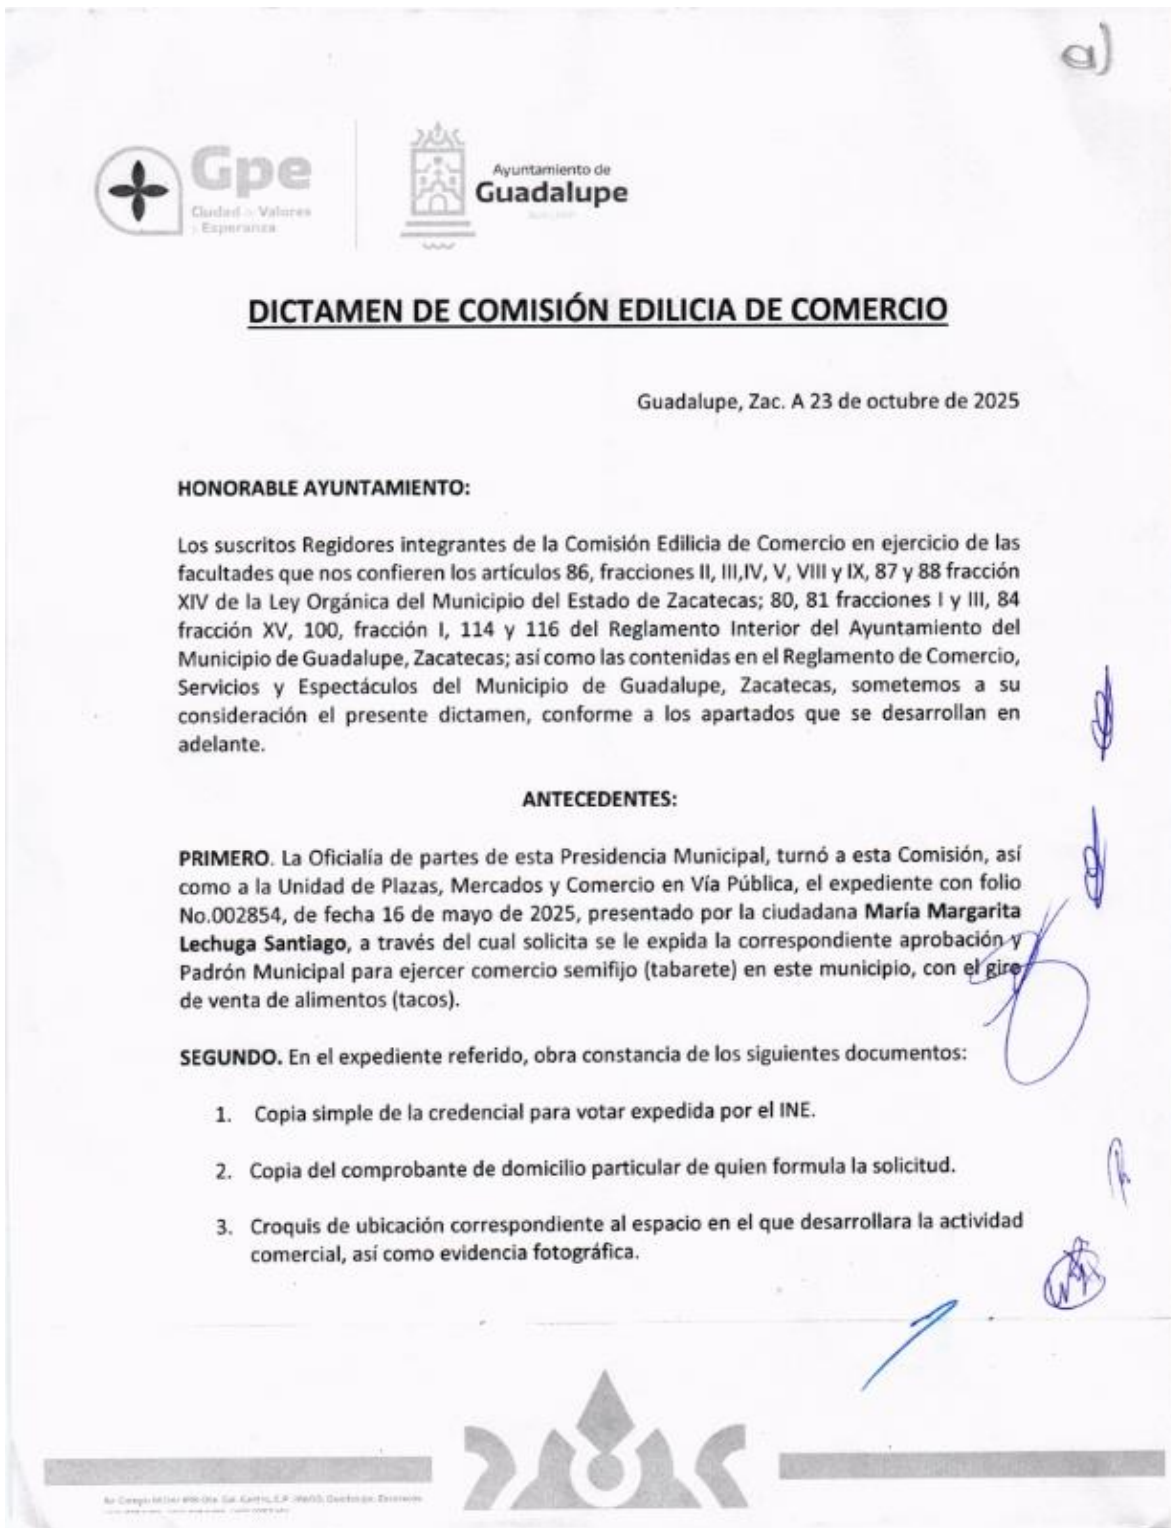 a)
Gpe
Ciudad de Valores
y Esperanza
Ayuntamiento de
Guadalupe
DICTAMEN DE COMISIÓN EDILICIA DE COMERCIO
Guadalupe, Zac. A 23 de octubre de 2025
HONORABLE AYUNTAMIENTO:
Los suscritos Regidores integrantes de la Comisión Edilicia de Comercio en ejercicio de las
facultades que nos confieren los artículos 86, fracciones II, III,IV, V, VIII y IX, 87 y 88 fracción
XIV de la Ley Orgánica del Municipio del Estado de Zacatecas; 80, 81 fracciones I y III, 84
fracción XV, 100, fracción I, 114 y 116 del Reglamento Interior del Ayuntamiento del
Municipio de Guadalupe, Zacatecas; así como las contenidas en el Reglamento de Comercio,
Servicios y Espectáculos del Municipio de Guadalupe, Zacatecas, sometemos a su
consideración el presente dictamen, conforme a los apartados que se desarrollan en
adelante.
ANTECEDENTES:
PRIMERO. La Oficialía de partes de esta Presidencia Municipal, turnó a esta Comisión, así
como a la Unidad de Plazas, Mercados y Comercio en Vía Pública, el expediente con folio
No.002854, de fecha 16 de mayo de 2025, presentado por la ciudadana María Margarita
Lechuga Santiago, a través del cual solicita se le expida la correspondiente aprobación y
Padrón Municipal para ejercer comercio semifijo (tabarete) en este municipio, con el giro
de venta de alimentos (tacos).
SEGUNDO. En el expediente referido, obra constancia de los siguientes documentos:
1. Copia simple de la credencial para votar expedida por el INE.
2. Copia del comprobante de domicilio particular de quien formula la solicitud.
3. Croquis de ubicación correspondiente al espacio en el que desarrollara la actividad
comercial, así como evidencia fotográfica.
Guadalupe, Zacatecas